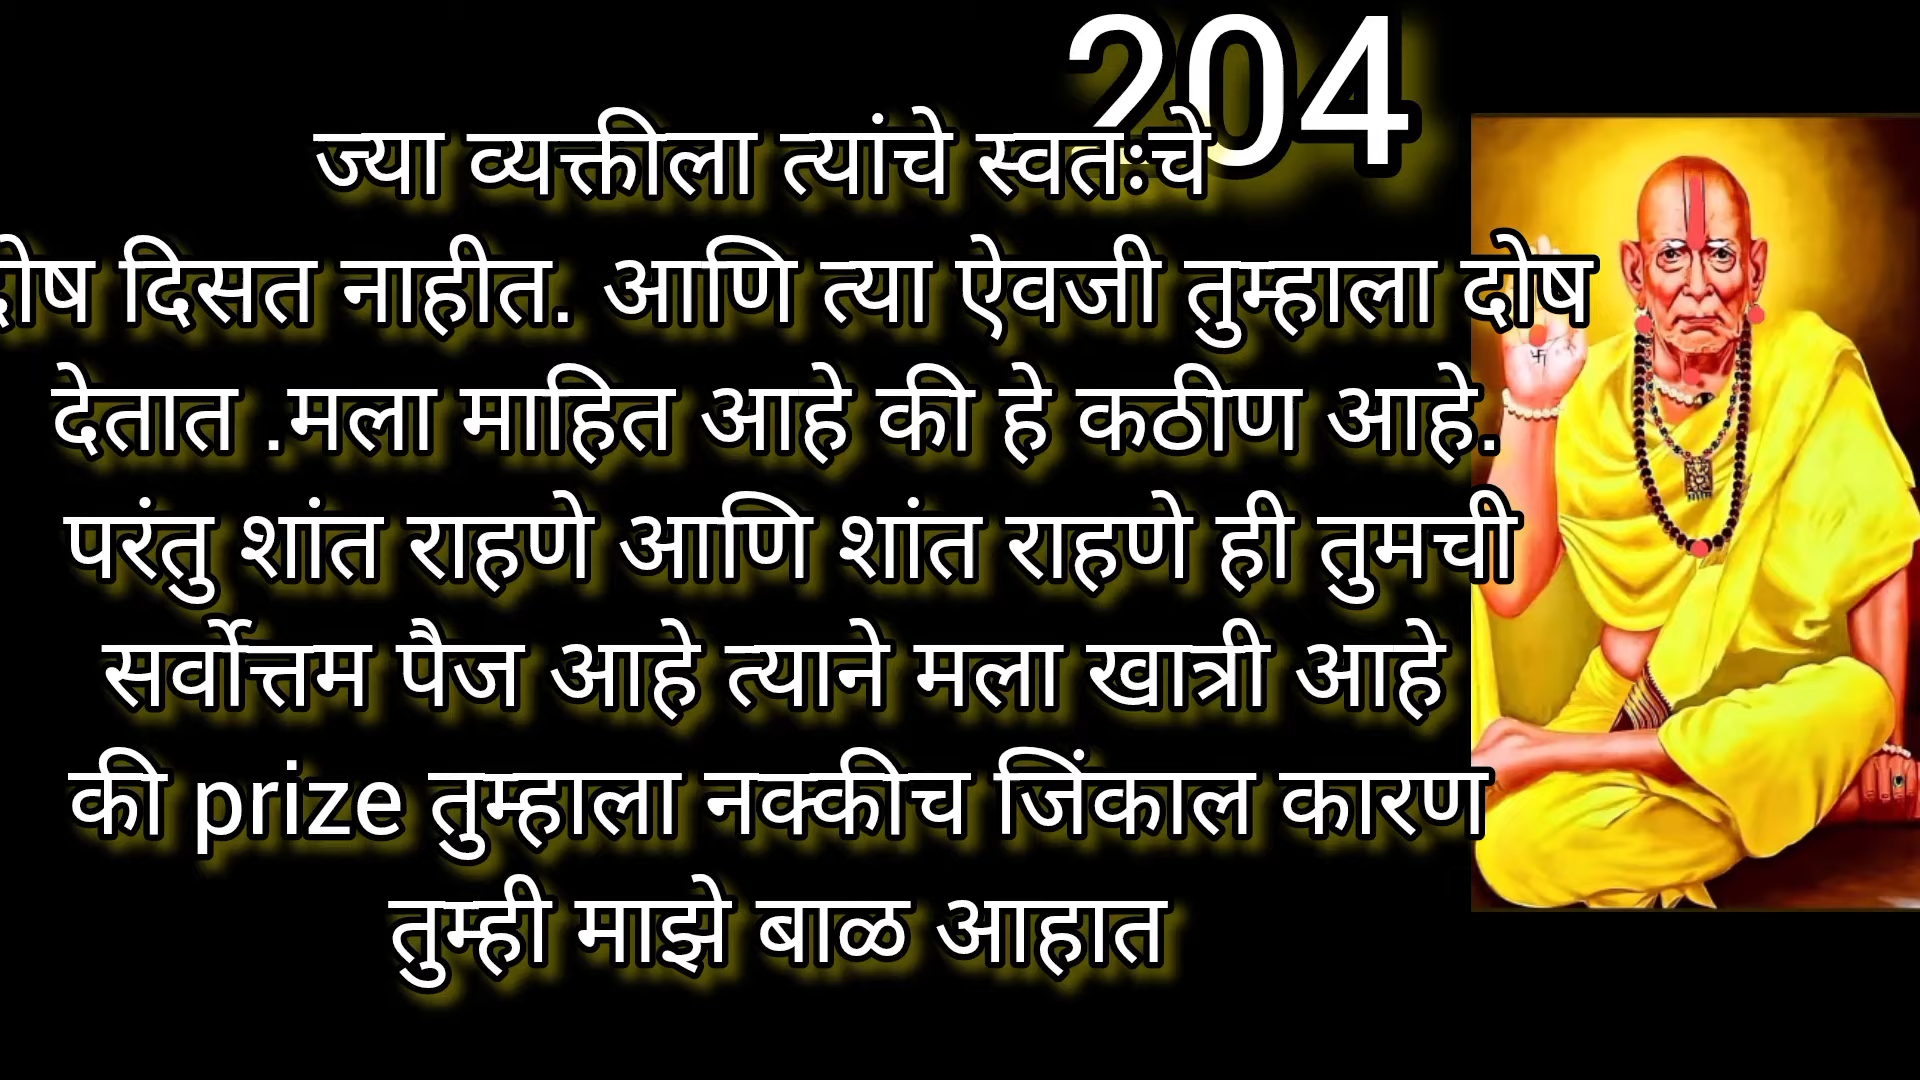 204
ज्या व्यक्तीला त्यांचे स्वतःचे
दोष दिसत नाहीत. आणि त्या ऐवजी तुम्हाला दोष
देतात .मला माहित आहे की हे कठीण आहे.
परंतु शांत राहणे आणि शांत राहणे ही तुमची
सर्वोत्तम पैज आहे त्याने मला खात्री आहे
की prize तुम्हाला नक्कीच जिंकाल कारण
तुम्ही माझे बाळ आहात